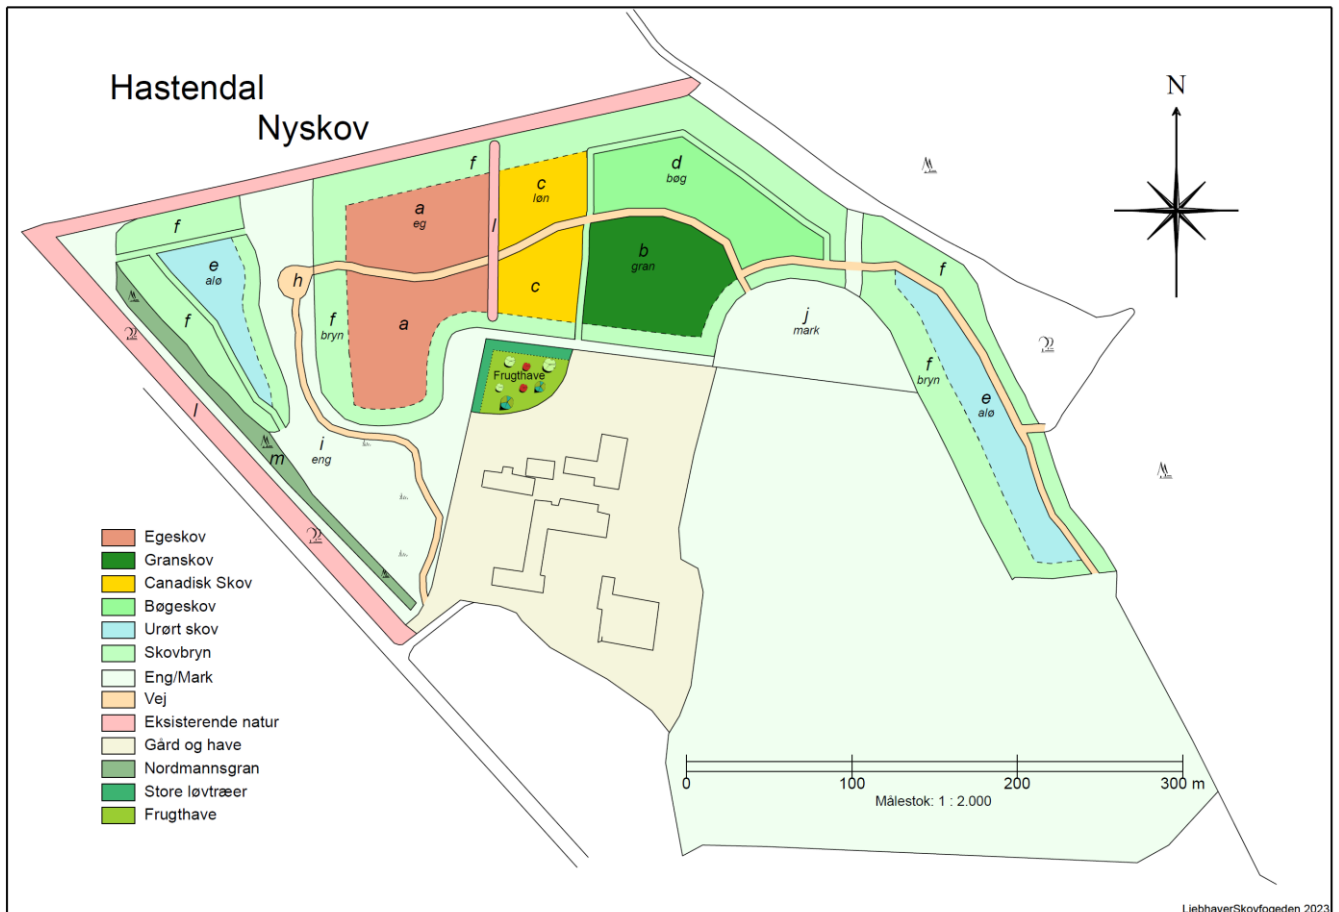 Hastendal
Nyskov
N
f
d
bøg
c
løn
a
eg
l
f
e
alø
b
gran
h
f
c
f
a
f
bryn
j
mark
f
bryn
Frugthave
e
alø
l
m
i
eng
Egeskov
Granskov
Canadisk Skov
Bøgeskov
Urørt skov
Skovbryn
Eng/Mark
Vej
Eksisterende natur
Gård og have
Nordmannsgran
Store løvtræer
Frugthave
0 100 200 300 m
Målestok: 1 : 2.000
LiebhaverSkovfogeden 2023